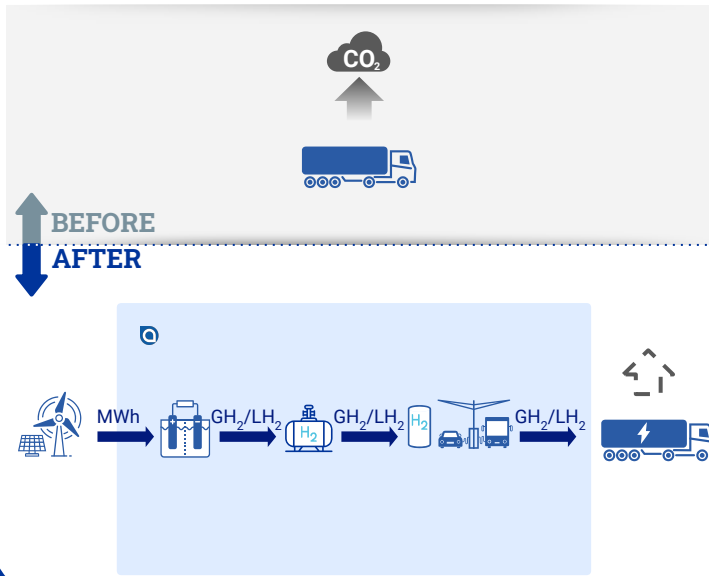 CO₂
BEFORE
AFTER
MWh
GH₂/LH₂
GH₂/LH₂
GH₂/LH₂
H₂
H₂